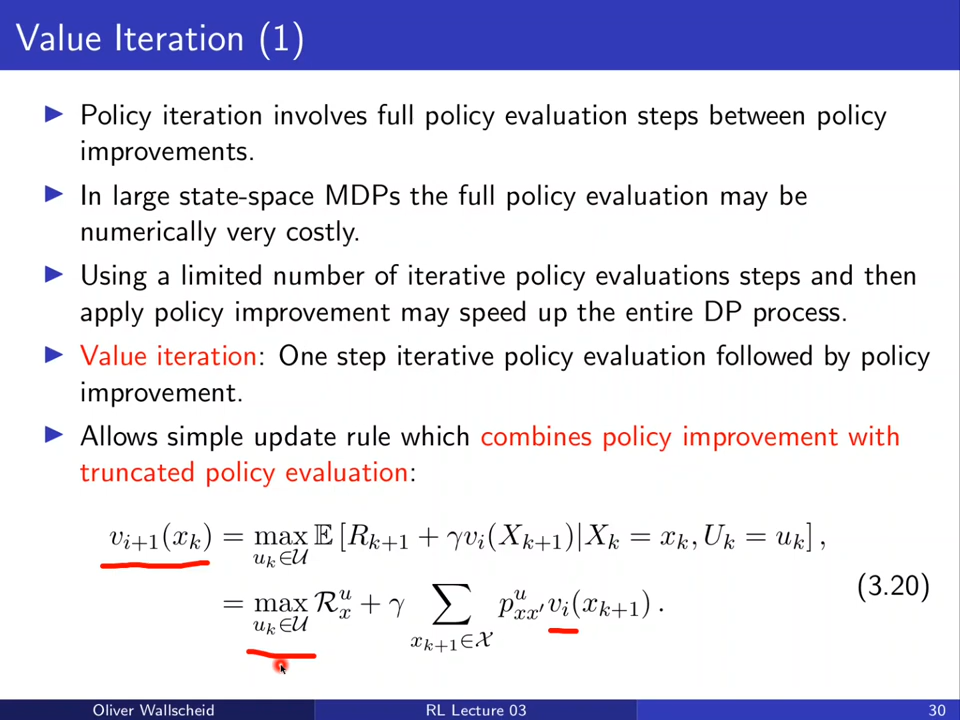 Value Iteration (1)
Policy iteration involves full policy evaluation steps between policy
improvements.
In large state-space MDPs the full policy evaluation may be
numerically very costly.
Using a limited number of iterative policy evaluations steps and then
apply policy improvement may speed up the entire DP process.
Value iteration: One step iterative policy evaluation followed by policy
improvement.
Allows simple update rule which combines policy improvement with
truncated policy evaluation:
v_{i+1}(x_k) = max_{u_k∈𝒰} 𝔼 [R_{k+1} + γv_i(X_{k+1})|X_k = x_k, U_k = u_k] ,
= max_{u_k∈𝒰} ℛ^u_x + γ ∑_{x_{k+1}∈𝒳} p^u_{xx′} v_i(x_{k+1}) .
(3.20)
Oliver Wallscheid RL Lecture 03 30